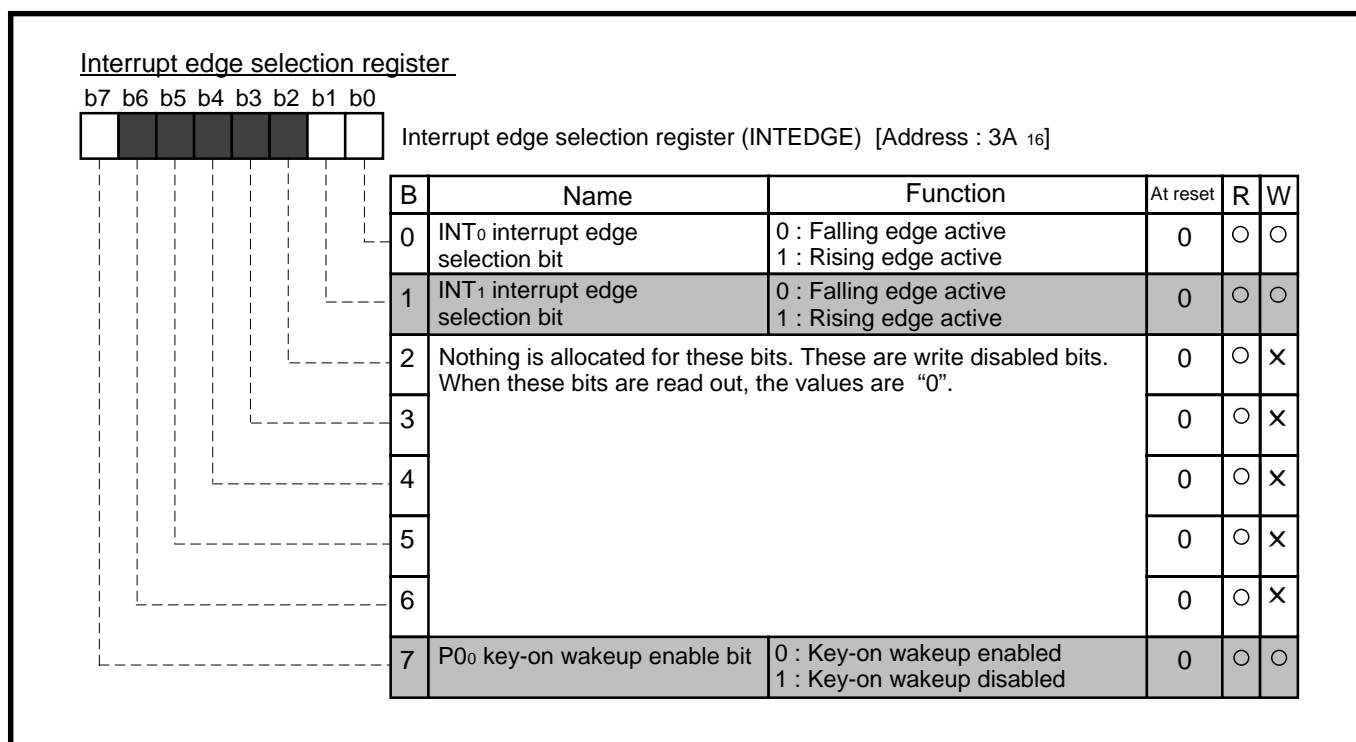 Interrupt edge selection register
b7 b6 b5 b4 b3 b2 b1 b0
Interrupt edge selection register (INTEDGE) [Address : 3A 16]
B Name Function At reset R W
0 INT0 interrupt edge selection bit 0 : Falling edge active 0 ○ ○
1 : Rising edge active
1 INT1 interrupt edge selection bit 0 : Falling edge active 0 ○ ○
1 : Rising edge active
2 Nothing is allocated for these bits. These are write disabled bits. 0 ○ ×
When these bits are read out, the values are “0”.
3 0 ○ ×
4 0 ○ ×
5 0 ○ ×
6 0 ○ ×
7 P00 key-on wakeup enable bit 0 : Key-on wakeup enabled 0 ○ ○
1 : Key-on wakeup disabled